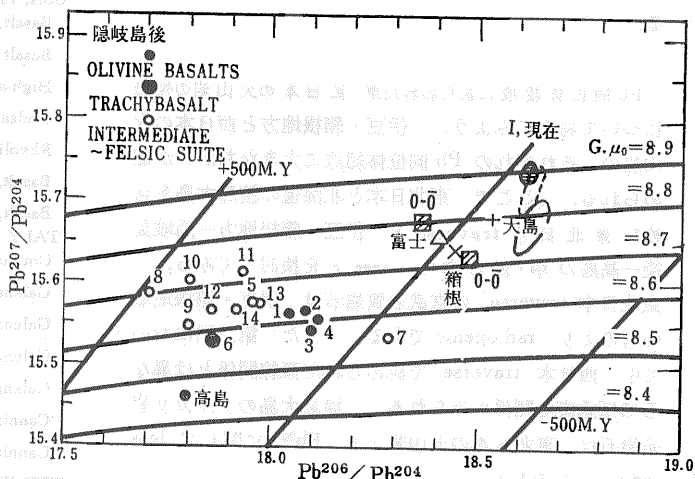 隠岐島後
OLIVINE BASALTS
TRACHYBASALT
INTERMEDIATE
~FELSIC SUITE
15.9
15.8
15.7
15.6
15.5
15.4
Pb²⁰⁷/Pb²⁰⁴
+500M.Y
I, 現在
G. μ₀=8.9
=8.8
=8.7
=8.6
=8.5
=8.4
-500M.Y
0-0
富士
大島
箱根
0-0
8
10
11
5
12
13
9
14
1
2
4
3
6
7
高島
17.5
18.0
18.5
19.0
Pb²⁰⁶/Pb²⁰⁴